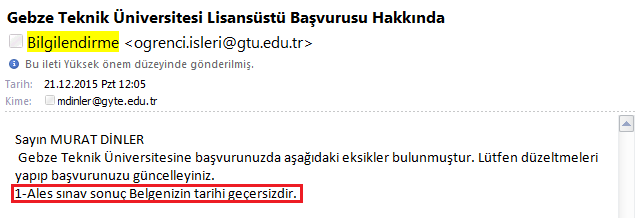 Gebze Teknik Üniversitesi Lisansüstü Başvurusu Hakkında
Bilgilendirme <ogrenci.isleri@gtu.edu.tr>
Bu ileti Yüksek önem düzeyinde gönderilmiş.
Tarih: 21.12.2015 Pzt 12:05
Kime: mdinler@gyte.edu.tr
Sayın MURAT DİNLER
Gebze Teknik Üniversitesine başvurunuzda aşağıdaki eksikler bulunmuştur. Lütfen düzeltmeleri
yapıp başvurunuzu güncelleyiniz.
1-Ales sınav sonuç Belgenizin tarihi geçersizdir.